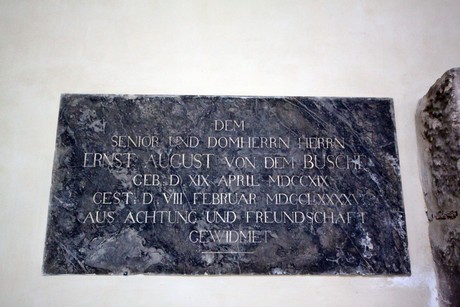 DEM
SENIOR UND DOMHERRN HERRN
ERNST AUGUST VON DEM BUSCHE
GEB: D. XIX APRIL MDCCXIX
GEST: D. VIII FEBRUAR MDCCLXXXXV
AUS ACHTUNG UND FREUNDSCHAFT
GEWIDMET